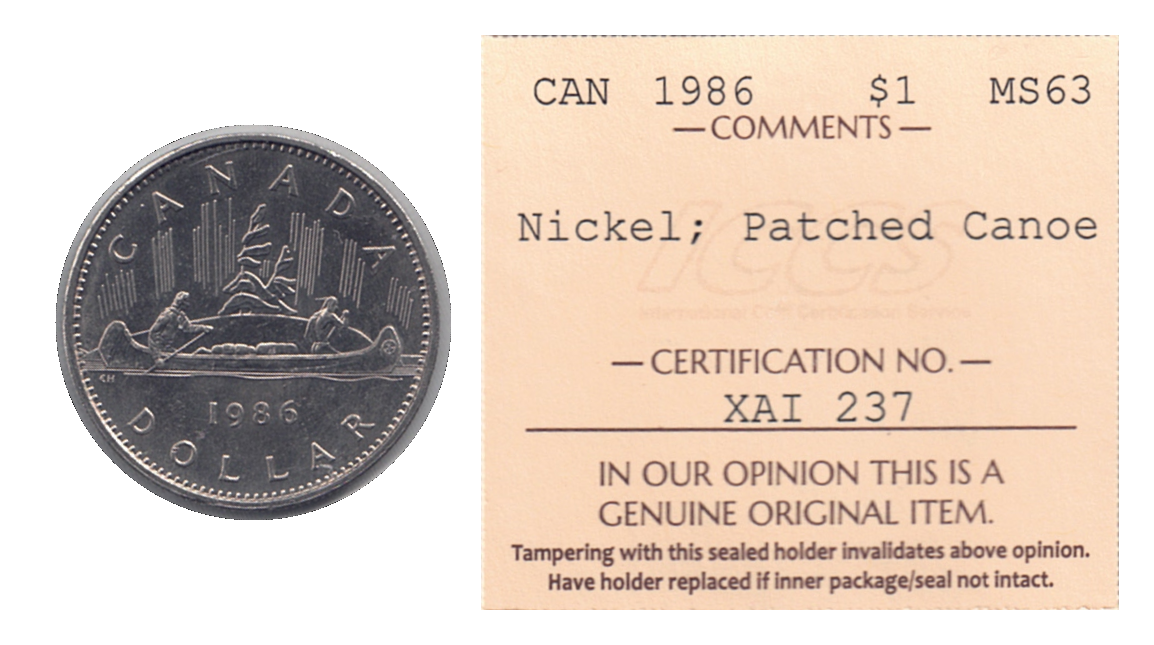 CANADA
1986
DOLLAR
CAN 1986 $1 MS63
— COMMENTS —
ICCS
Nickel; Patched Canoe
International Coin Certification Service
— CERTIFICATION NO. —
XAI 237
IN OUR OPINION THIS IS A
GENUINE ORIGINAL ITEM.
Tampering with this sealed holder invalidates above opinion.
Have holder replaced if inner package/seal not intact.